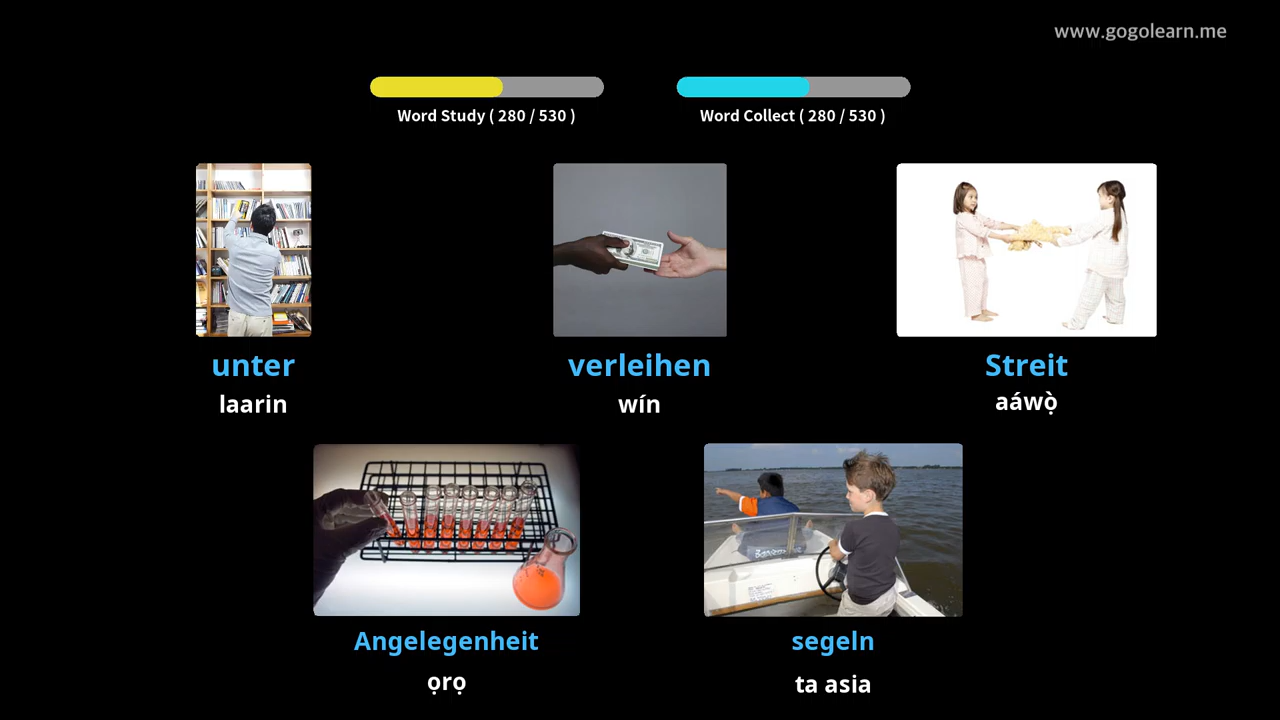 www.gogolearn.me
Word Study ( 280 / 530 )
Word Collect ( 280 / 530 )
unter
laarin
verleihen
wín
Streit
aáwọ̀
Angelegenheit
ọrọ
segeln
ta asia